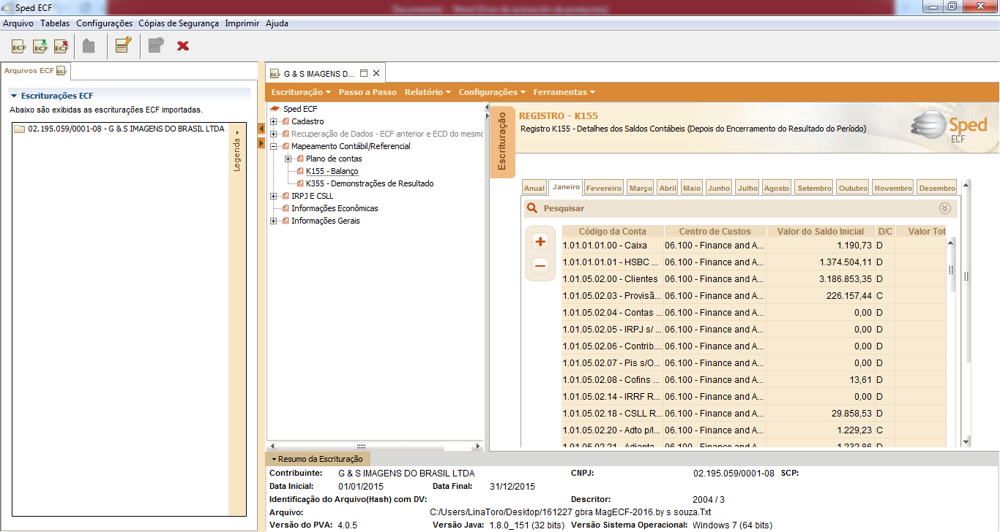 Sped ECF
Arquivo Tabelas Configurações Cópias de Segurança Imprimir Ajuda
ECF ECF ECF
Arquivos ECF
Escriturações ECF
Abaixo são exibidas as escriturações ECF importadas.
02.195.059/0001-08 - G & S IMAGENS DO BRASIL LTDA
Legenda
G & S IMAGENS D...
Escrituração Passo a Passo Relatório Configurações Ferramentas
Sped ECF
Cadastro
Recuperação de Dados - ECF anterior e ECD do mesmo
Mapeamento Contábil/Referencial
Plano de contas
K155 - Balanço
K355 - Demonstrações de Resultado
IRPJ E CSLL
Informações Econômicas
Informações Gerais
Escrituração
REGISTRO - K155
Registro K155 - Detalhes dos Saldos Contábeis (Depois do Encerramento do Resultado do Período)
Sped
ECF
Anual Janeiro Fevereiro Março Abril Maio Junho Julho Agosto Setembro Outubro Novembro Dezembro
Pesquisar
Código da Conta Centro de Custos Valor do Saldo Inicial D/C Valor Tot
1.01.01.01.00 - Caixa 06.100 - Finance and A... 1.190,73 D
1.01.01.01.01 - HSBC ... 06.100 - Finance and A... 1.374.504,11 D
1.01.05.02.00 - Clientes 06.100 - Finance and A... 3.186.853,35 D
1.01.05.02.03 - Provisã... 06.100 - Finance and A... 226.157,44 C
1.01.05.02.04 - Contas ... 06.100 - Finance and A... 0,00 D
1.01.05.02.05 - IRPJ s/ ... 06.100 - Finance and A... 0,00 D
1.01.05.02.06 - Contrib.... 06.100 - Finance and A... 0,00 D
1.01.05.02.07 - Pis s/O... 06.100 - Finance and A... 0,00 D
1.01.05.02.08 - Cofins ... 06.100 - Finance and A... 13,61 D
1.01.05.02.14 - IRRF R... 06.100 - Finance and A... 0,00 D
1.01.05.02.18 - CSLL R... 06.100 - Finance and A... 29.858,53 D
1.01.05.02.20 - Adto p/I... 06.100 - Finance and A... 1.229,23 C
1.01.05.02.21 - Adianta... 06.100 - Finance and A... 1.232,86 D
Resumo da Escrituração
Contribuinte: G & S IMAGENS DO BRASIL LTDA CNPJ: 02.195.059/0001-08 SCP:
Data Inicial: 01/01/2015 Data Final: 31/12/2015
Identificação do Arquivo(Hash) com DV: Descritor: 2004 / 3
Arquivo: C:/Users/LinaToro/Desktop/161227 gbra MagECF-2016.by s souza.Txt
Versão do PVA: 4.0.5 Versão Java: 1.8.0_151 (32 bits) Versão Sistema Operacional: Windows 7 (64 bits)